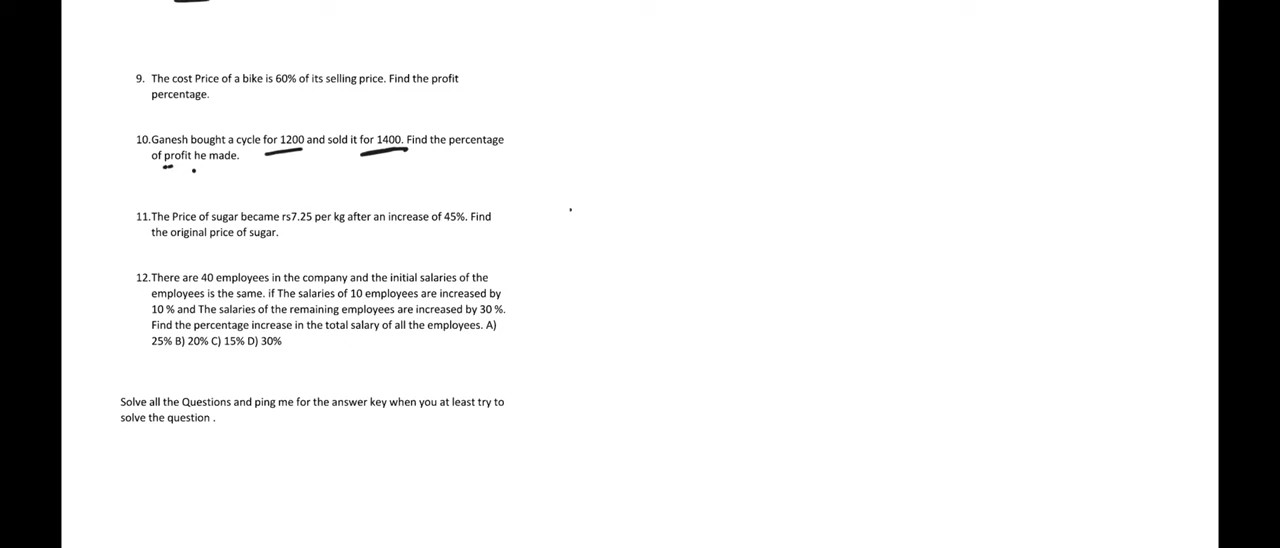 9. The cost Price of a bike is 60% of its selling price. Find the profit
percentage.
10.Ganesh bought a cycle for 1200 and sold it for 1400. Find the percentage
of profit he made.
11.The Price of sugar became rs7.25 per kg after an increase of 45%. Find
the original price of sugar.
12.There are 40 employees in the company and the initial salaries of the
employees is the same. if The salaries of 10 employees are increased by
10 % and The salaries of the remaining employees are increased by 30 %.
Find the percentage increase in the total salary of all the employees. A)
25% B) 20% C) 15% D) 30%
Solve all the Questions and ping me for the answer key when you at least try to
solve the question .